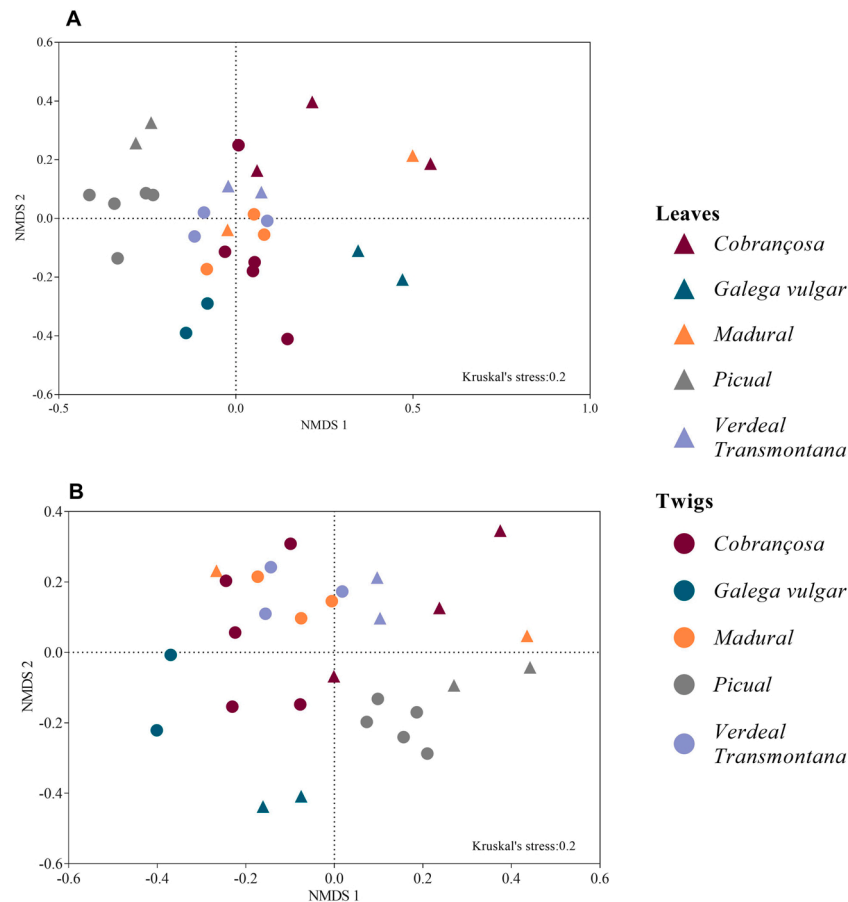 A
0.6
0.4
0.2
0.0
-0.2
-0.4
-0.6
NMDS 2
-0.5
0.0
0.5
1.0
NMDS 1
Kruskal's stress:0.2
B
0.4
0.2
0.0
-0.2
-0.4
-0.6
NMDS 2
-0.6
-0.4
-0.2
0.0
0.2
0.4
0.6
NMDS 1
Kruskal's stress:0.2
Leaves
Cobrançosa
Galega vulgar
Madural
Picual
Verdeal
Transmontana
Twigs
Cobrançosa
Galega vulgar
Madural
Picual
Verdeal
Transmontana